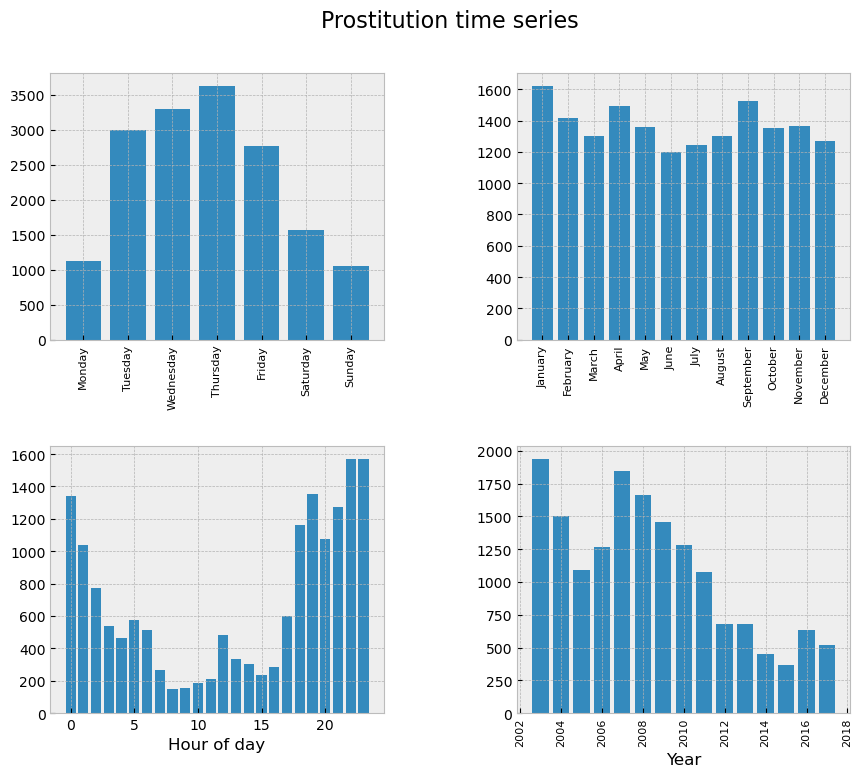 Prostitution time series
3500
3000
2500
2000
1500
1000
500
0
Monday
Tuesday
Wednesday
Thursday
Friday
Saturday
Sunday
1600
1400
1200
1000
800
600
400
200
0
January
February
March
April
May
June
July
August
September
October
November
December
1600
1400
1200
1000
800
600
400
200
0
0 5 10 15 20
Hour of day
2000
1750
1500
1250
1000
750
500
250
0
2002
2004
2006
2008
2010
2012
2014
2016
2018
Year